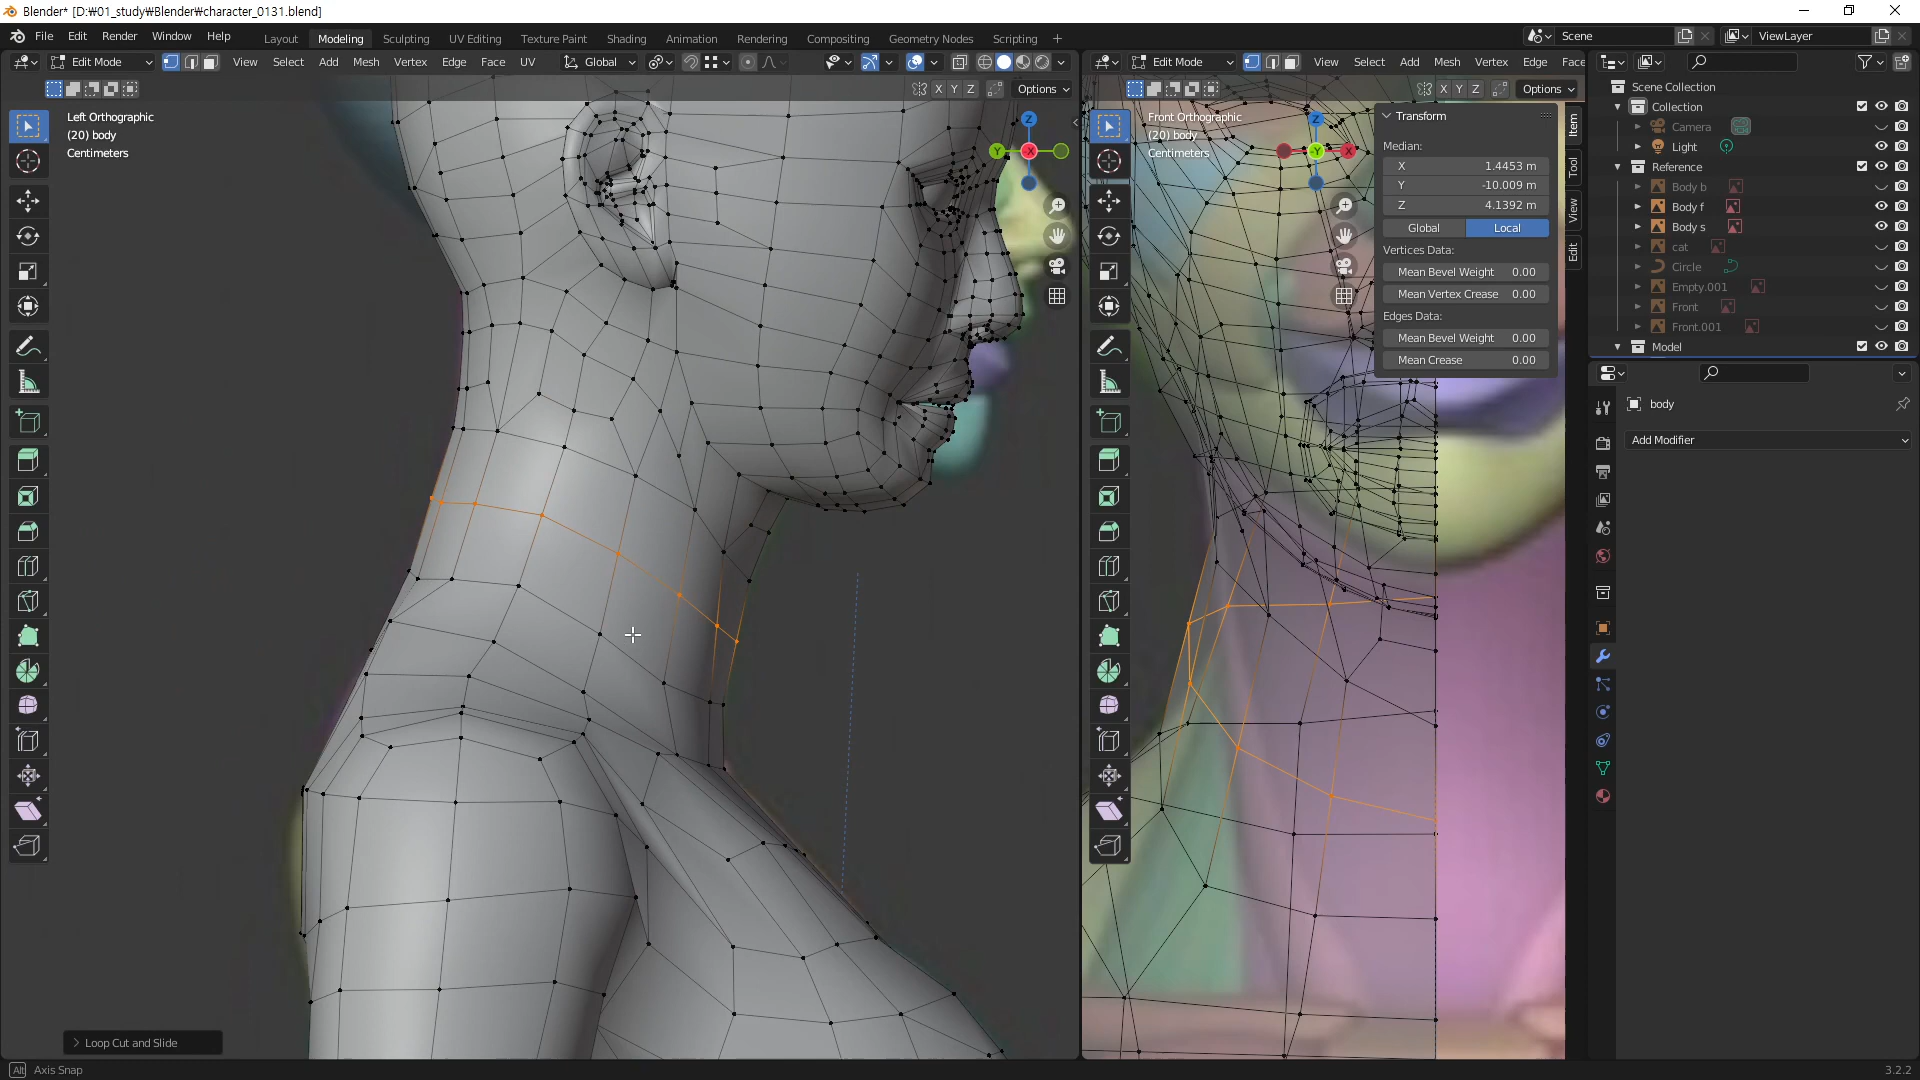 Blender* [D:₩01_study₩Blender₩character_0131.blend]
File Edit Render Window Help
Layout Modeling Sculpting UV Editing Texture Paint Shading Animation Rendering Compositing Geometry Nodes Scripting +
Scene
ViewLayer
Edit Mode View Select Add Mesh Vertex Edge Face UV Global
Edit Mode View Select Add Mesh Vertex Edge Face
X Y Z Options
X Y Z Options
Left Orthographic
(20) body
Centimeters
Z
Y
-X
Front Orthographic
(20) body
Centimeters
Z
-Y
X
Transform
Median:
X 1.4453 m
Y -10.009 m
Z 4.1392 m
Global Local
Vertices Data:
Mean Bevel Weight 0.00
Mean Vertex Crease 0.00
Edges Data:
Mean Bevel Weight 0.00
Mean Crease 0.00
Item
Tool
View
Edit
Scene Collection
Collection
Camera
Light
Reference
Body b
Body f
Body s
cat
Circle
Empty.001
Front
Front.001
Model
body
Add Modifier
Loop Cut and Slide
Alt Axis Snap
3.2.2